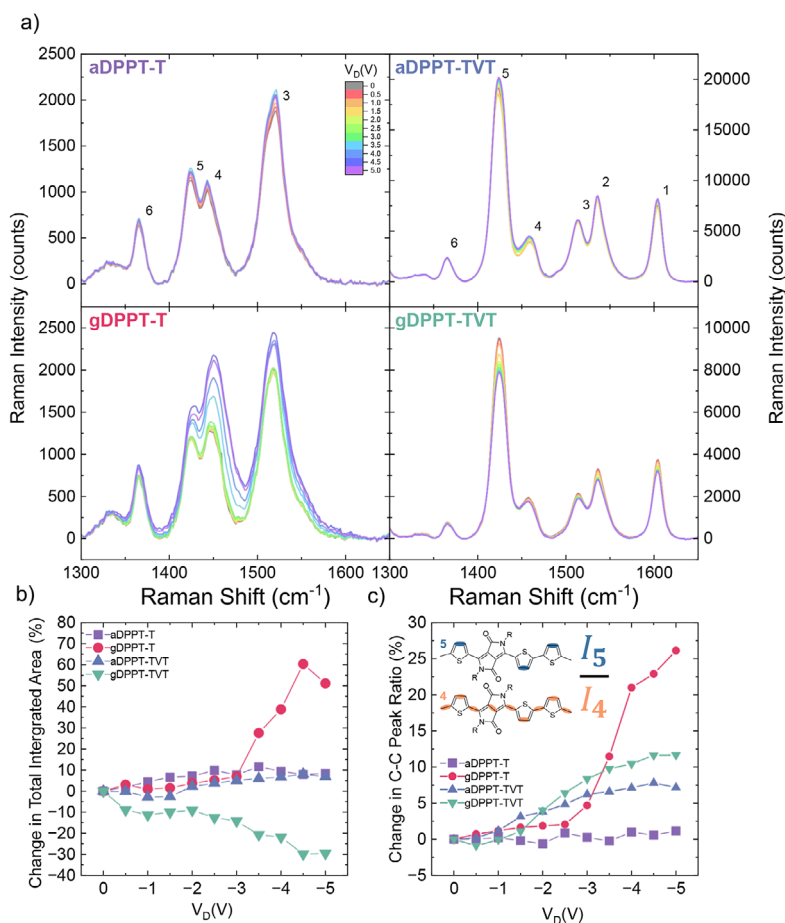 a)
aDPPT-T
aDPPT-TVT
V_D(V)
0
0.5
1.0
1.5
2.0
2.5
3.0
3.5
4.0
4.5
5.0
6
5
4
3
6
5
4
3
2
1
2500
2000
1500
1000
500
0
20000
15000
10000
5000
0
Raman Intensity (counts)
Raman Intensity (counts)
gDPPT-T
gDPPT-TVT
2500
2000
1500
1000
500
0
10000
8000
6000
4000
2000
0
Raman Intensity (counts)
Raman Intensity (counts)
1300 1400 1500 1600 1300 1400 1500 1600
Raman Shift (cm⁻¹)
Raman Shift (cm⁻¹)
b)
80
70
60
50
40
30
20
10
0
−10
−20
−30
−40
Change in Total Intergrated Area (%)
aDPPT-T
gDPPT-T
aDPPT-TVT
gDPPT-TVT
0 −1 −2 −3 −4 −5
V_D(V)
c)
30
25
20
15
10
5
0
−5
Change in C-C Peak Ratio (%)
5
S
S
O
N
R
R
N
O
S
S
I₅
4
S
S
O
N
R
R
N
O
S
S
I₄
aDPPT-T
gDPPT-T
aDPPT-TVT
gDPPT-TVT
0 −1 −2 −3 −4 −5
V_D(V)